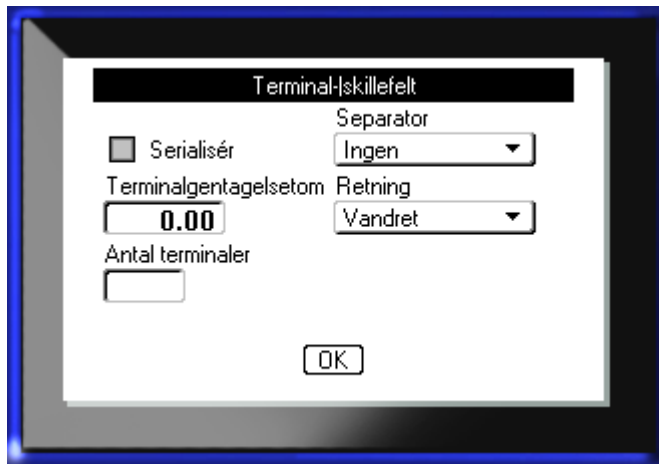 Terminal-|skillefelt
Separator
Serialisér
Ingen
Terminalgentagelsetom
Retning
0.00
Vandret
Antal terminaler
OK